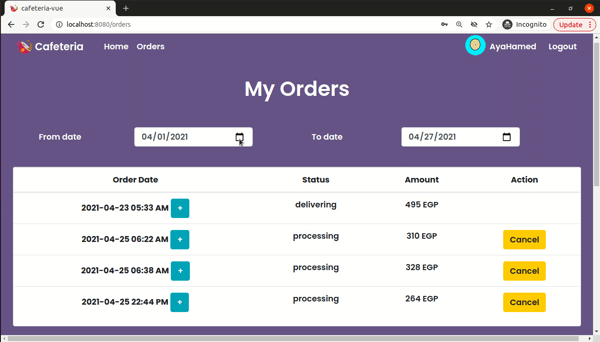 cafeteria-vue
localhost:8080/orders
Incognito
Update
Cafeteria
Home
Orders
AyaHamed
Logout
My Orders
From date
04/01/2021
To date
04/27/2021
Order Date
Status
Amount
Action
2021-04-23 05:33 AM
+
delivering
495 EGP
2021-04-25 06:22 AM
+
processing
310 EGP
Cancel
2021-04-25 06:38 AM
+
processing
328 EGP
Cancel
2021-04-25 22:44 PM
+
processing
264 EGP
Cancel